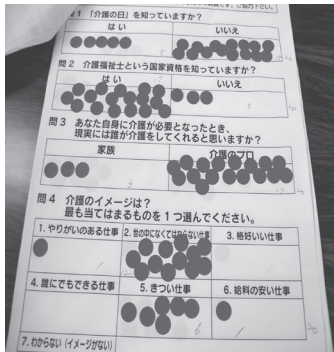 問1 「介護の日」を知っていますか？
はい いいえ
問2 介護福祉士という国家資格を知っていますか？
はい いいえ
問3 あなた自身に介護が必要となったとき、
現実には誰が介護をしてくれると思いますか？
家族 介護のプロ
問4 介護のイメージは？
最も当てはまるものを1つ選んでください。
1. やりがいのある仕事 2. 世の中になくてはならない仕事 3. 格好いい仕事
4. 誰にでもできる仕事 5. きつい仕事 6. 給料の安い仕事
6 20
7. わからない（イメージがない）